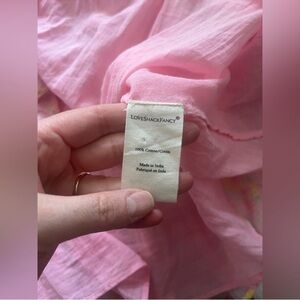 LOVESHACKFANCY®
100% Cotton/Coton
Made in India
Fabriqué en Inde